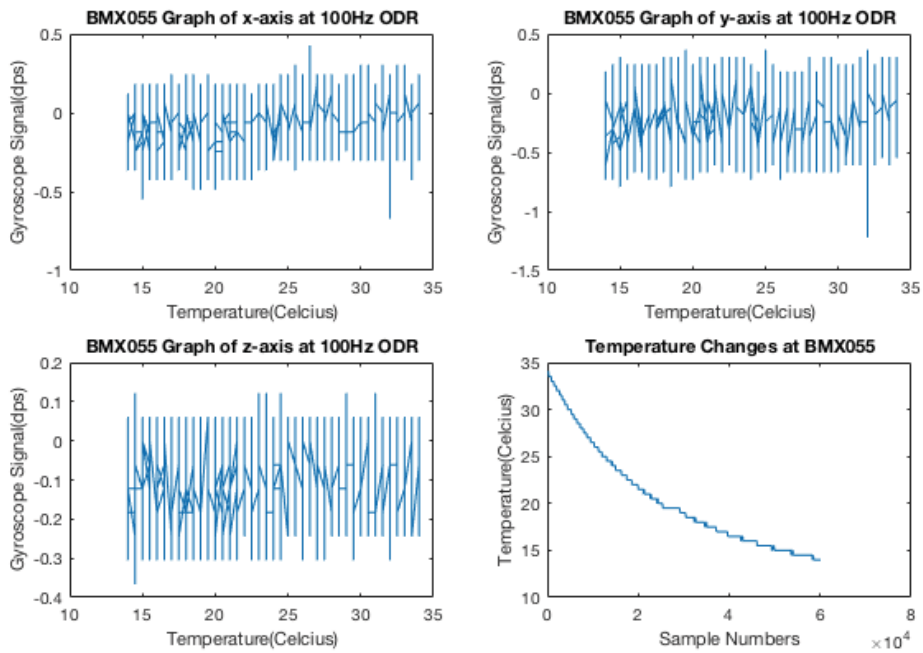 BMX055 Graph of x-axis at 100Hz ODR
0.5
0
-0.5
-1
Gyroscope Signal(dps)
10 15 20 25 30 35
Temperature(Celcius)
BMX055 Graph of y-axis at 100Hz ODR
0.5
0
-0.5
-1
-1.5
Gyroscope Signal(dps)
10 15 20 25 30 35
Temperature(Celcius)
BMX055 Graph of z-axis at 100Hz ODR
0.2
0.1
0
-0.1
-0.2
-0.3
-0.4
Gyroscope Signal(dps)
10 15 20 25 30 35
Temperature(Celcius)
Temperature Changes at BMX055
35
30
25
20
15
10
Temperature(Celcius)
0 2 4 6 8
Sample Numbers
×10^4